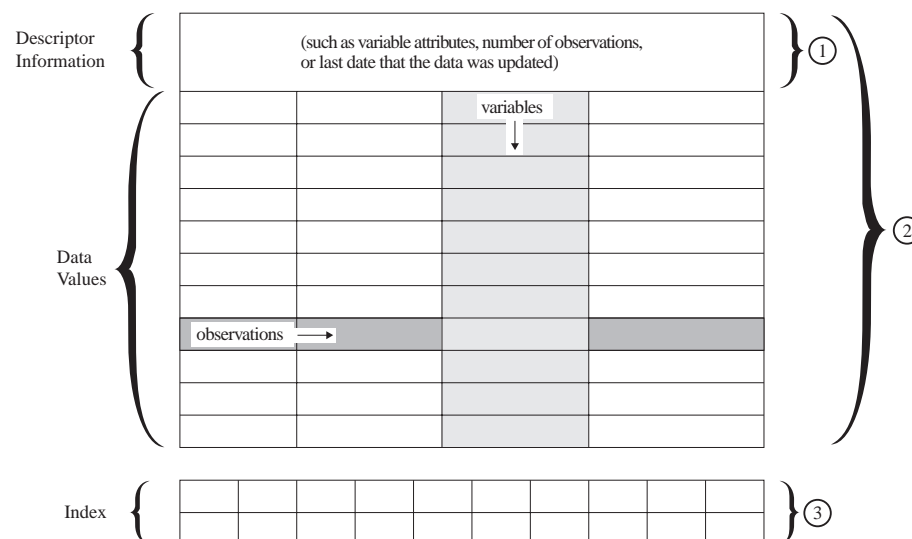 Descriptor
Information
(such as variable attributes, number of observations,
or last date that the data was updated)
1
variables
2
Data
Values
observations
Index
3